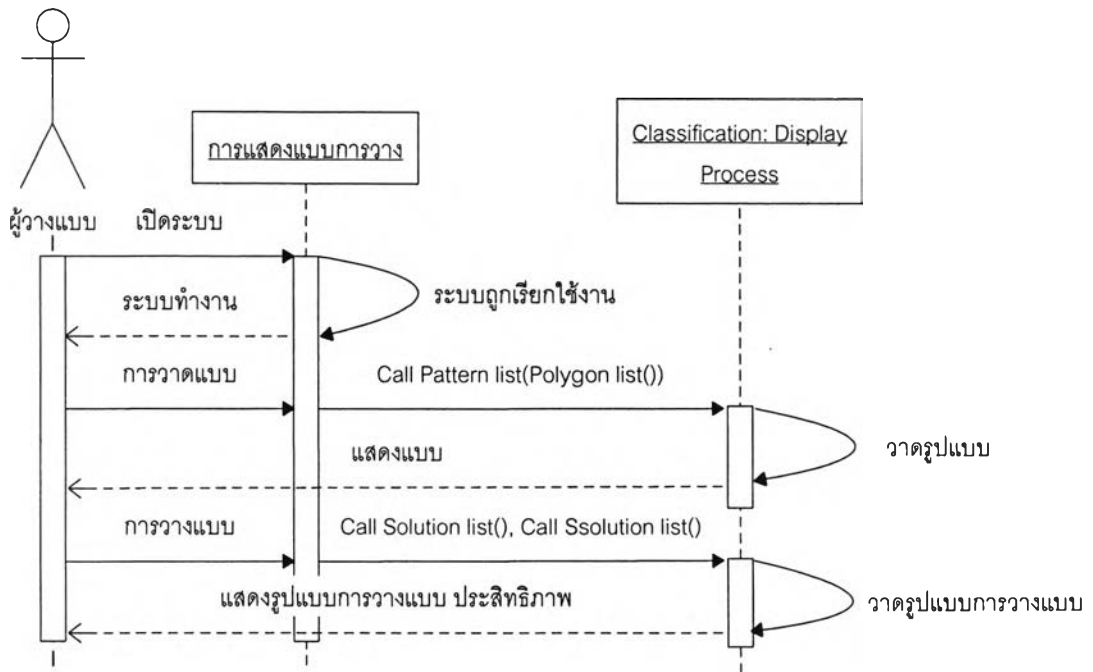 การแสดงแบบการวาง
Classification: Display
Process
ผู้วางแบบ
เปิดระบบ
ระบบทำงาน
ระบบถูกเรียกใช้งาน
การวาดแบบ
Call Pattern list(Polygon list())
แสดงแบบ
วาดรูปแบบ
การวางแบบ
Call Solution list(), Call Ssolution list()
แสดงรูปแบบการวางแบบ ประสิทธิภาพ
วาดรูปแบบการวางแบบ